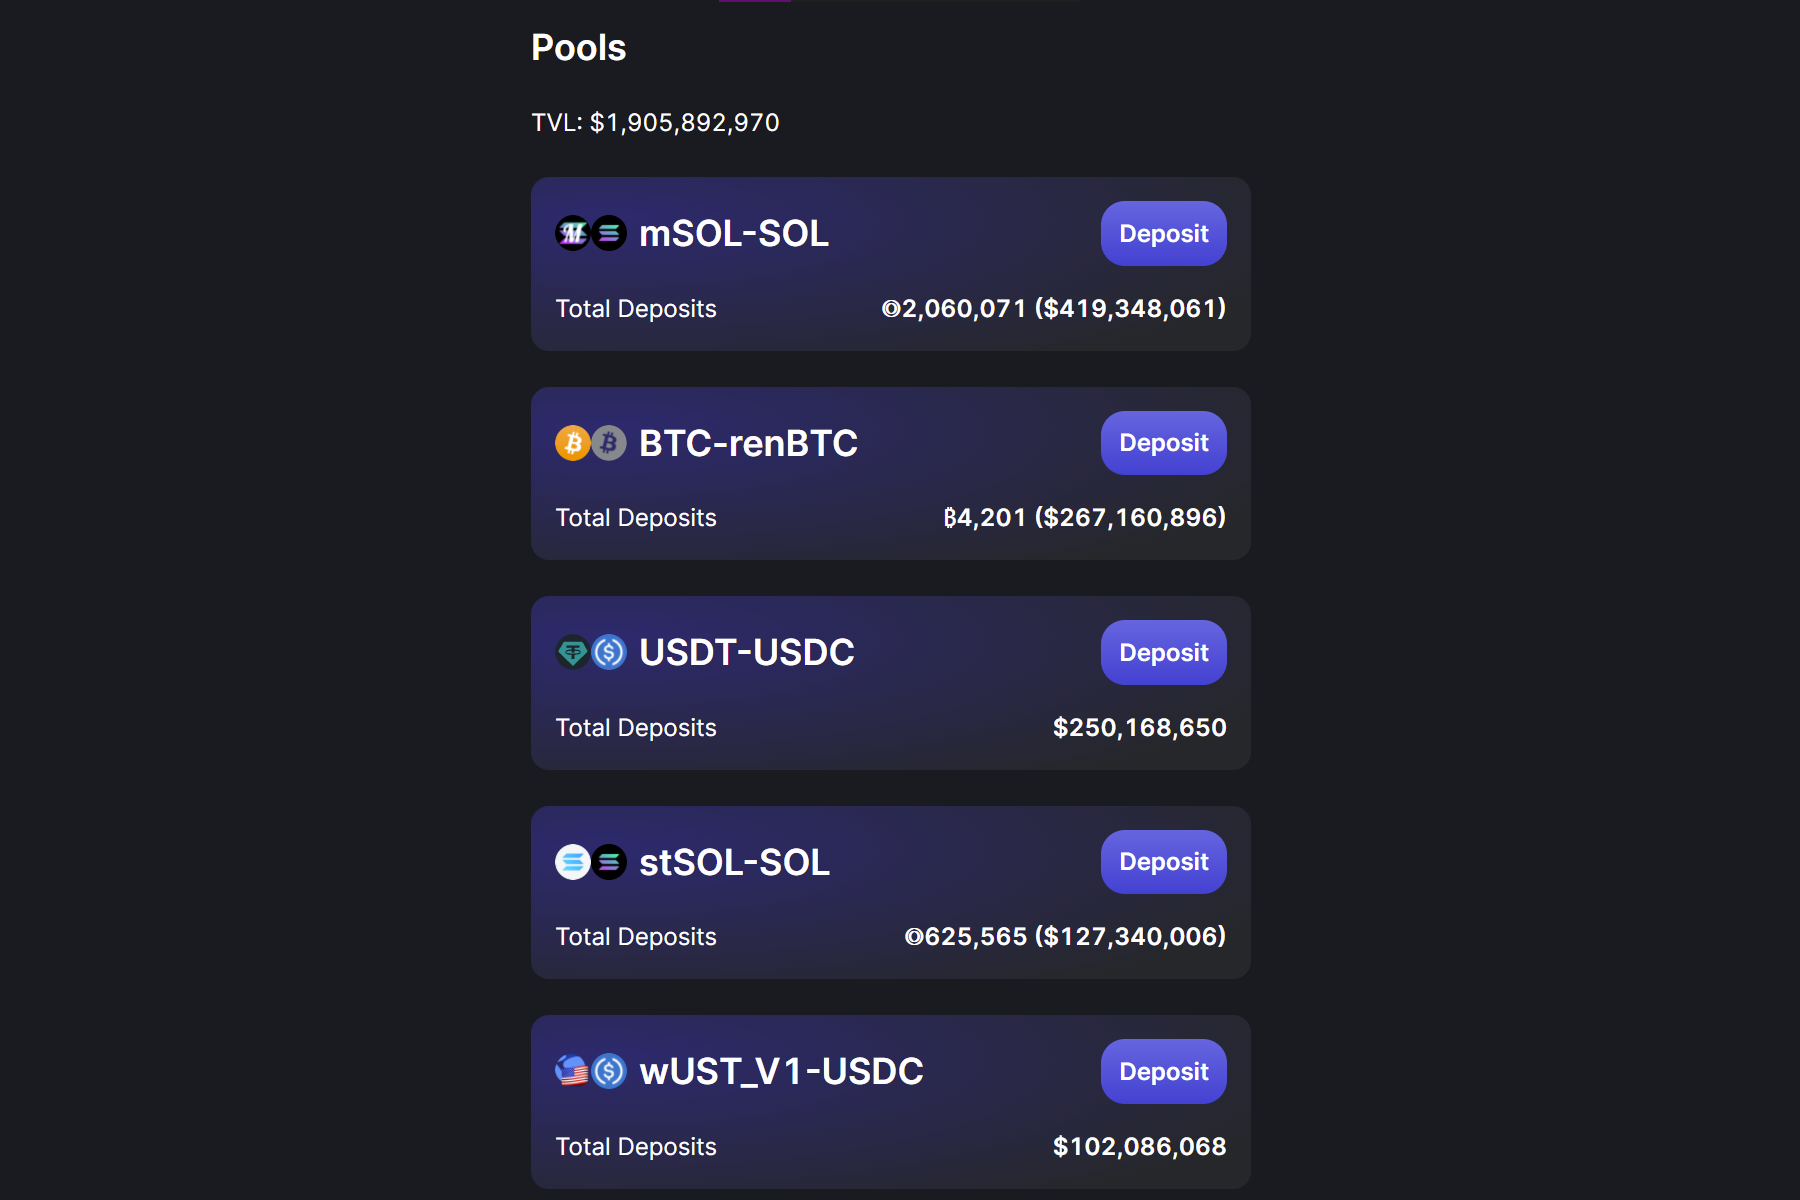 Pools
TVL: $1,905,892,970
mSOL-SOL
Deposit
Total Deposits
◎2,060,071 ($419,348,061)
BTC-renBTC
Deposit
Total Deposits
₿4,201 ($267,160,896)
USDT-USDC
Deposit
Total Deposits
$250,168,650
stSOL-SOL
Deposit
Total Deposits
◎625,565 ($127,340,006)
wUST_V1-USDC
Deposit
Total Deposits
$102,086,068